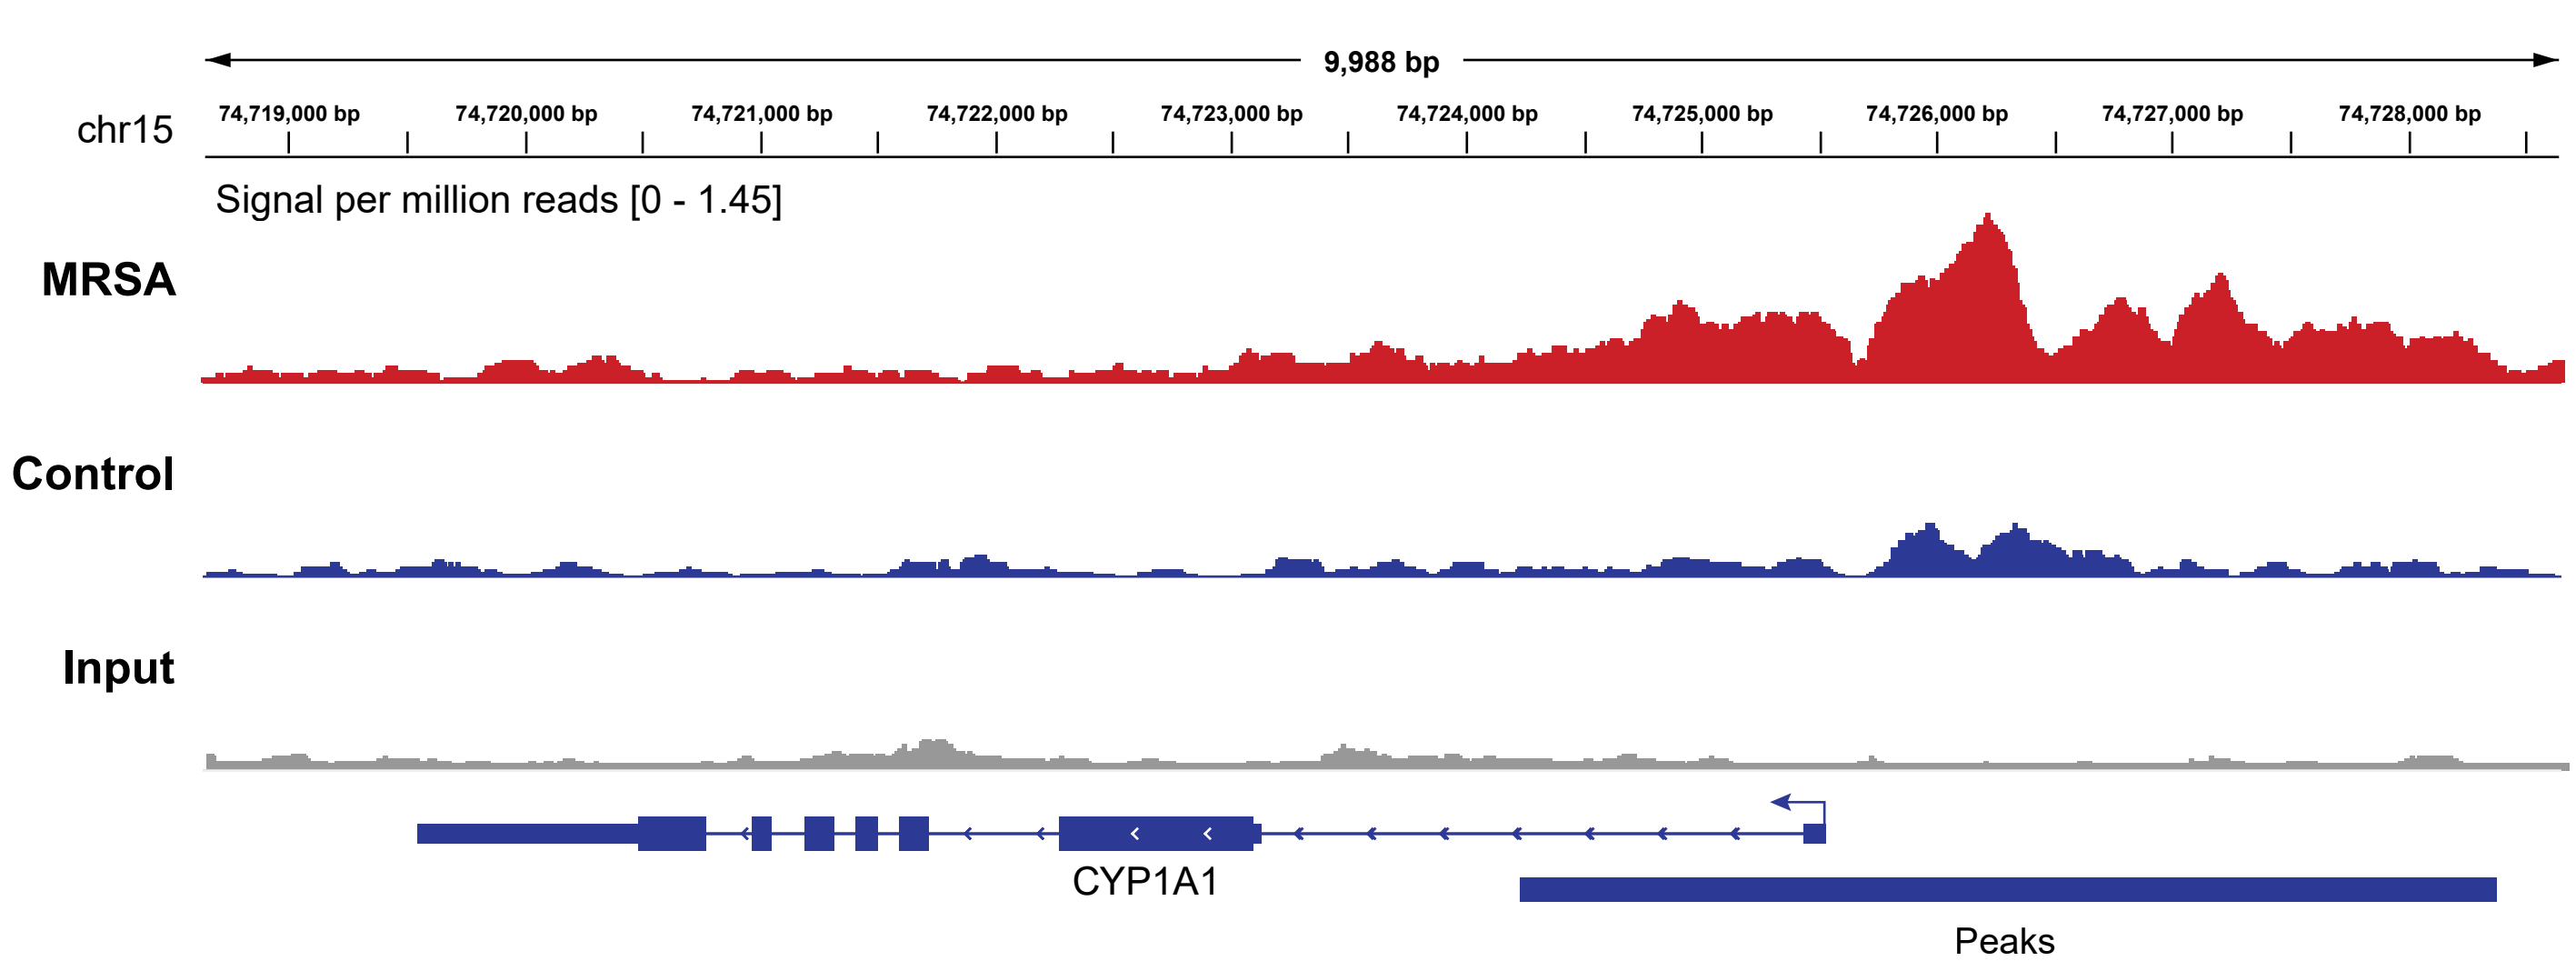 9,988 bp
chr15
74,719,000 bp
74,720,000 bp
74,721,000 bp
74,722,000 bp
74,723,000 bp
74,724,000 bp
74,725,000 bp
74,726,000 bp
74,727,000 bp
74,728,000 bp
Signal per million reads [0 - 1.45]
MRSA
Control
Input
CYP1A1
Peaks